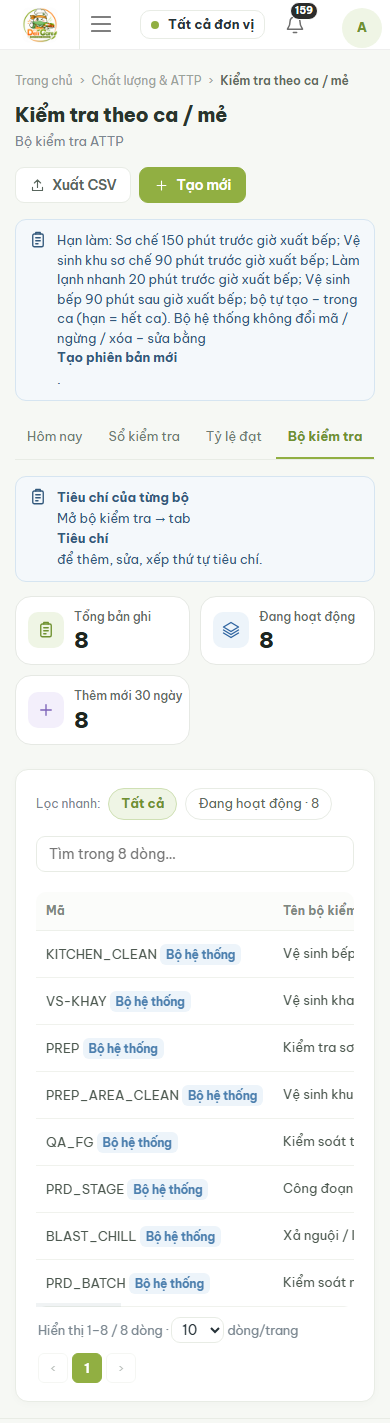 Tất cả đơn vị
159
A
Trang chủ › Chất lượng & ATTP › Kiểm tra theo ca / mẻ
Kiểm tra theo ca / mẻ
Bộ kiểm tra ATTP
Xuất CSV
Tạo mới
Hạn làm: Sơ chế 150 phút trước giờ xuất bếp; Vệ
sinh khu sơ chế 90 phút trước giờ xuất bếp; Làm
lạnh nhanh 20 phút trước giờ xuất bếp; Vệ sinh
bếp 90 phút sau giờ xuất bếp; bộ tự tạo – trong
ca (hạn = hết ca). Bộ hệ thống không đổi mã /
ngừng / xóa – sửa bằng
Tạo phiên bản mới
.
Hôm nay Sổ kiểm tra Tỷ lệ đạt Bộ kiểm tra
Tiêu chí của từng bộ
Mở bộ kiểm tra → tab
Tiêu chí
để thêm, sửa, xếp thứ tự tiêu chí.
Tổng bản ghi
8
Đang hoạt động
8
Thêm mới 30 ngày
8
Lọc nhanh: Tất cả Đang hoạt động · 8
Tìm trong 8 dòng...
Mã Tên bộ kiểm
KITCHEN_CLEAN Bộ hệ thống Vệ sinh bếp
VS-KHAY Bộ hệ thống Vệ sinh kha
PREP Bộ hệ thống Kiểm tra sơ
PREP_AREA_CLEAN Bộ hệ thống Vệ sinh khu
QA_FG Bộ hệ thống Kiểm soát t
PRD_STAGE Bộ hệ thống Công đoạn
BLAST_CHILL Bộ hệ thống Xả nguội /
PRD_BATCH Bộ hệ thống Kiểm soát
Hiển thị 1–8 / 8 dòng · 10 dòng/trang
‹ 1 ›